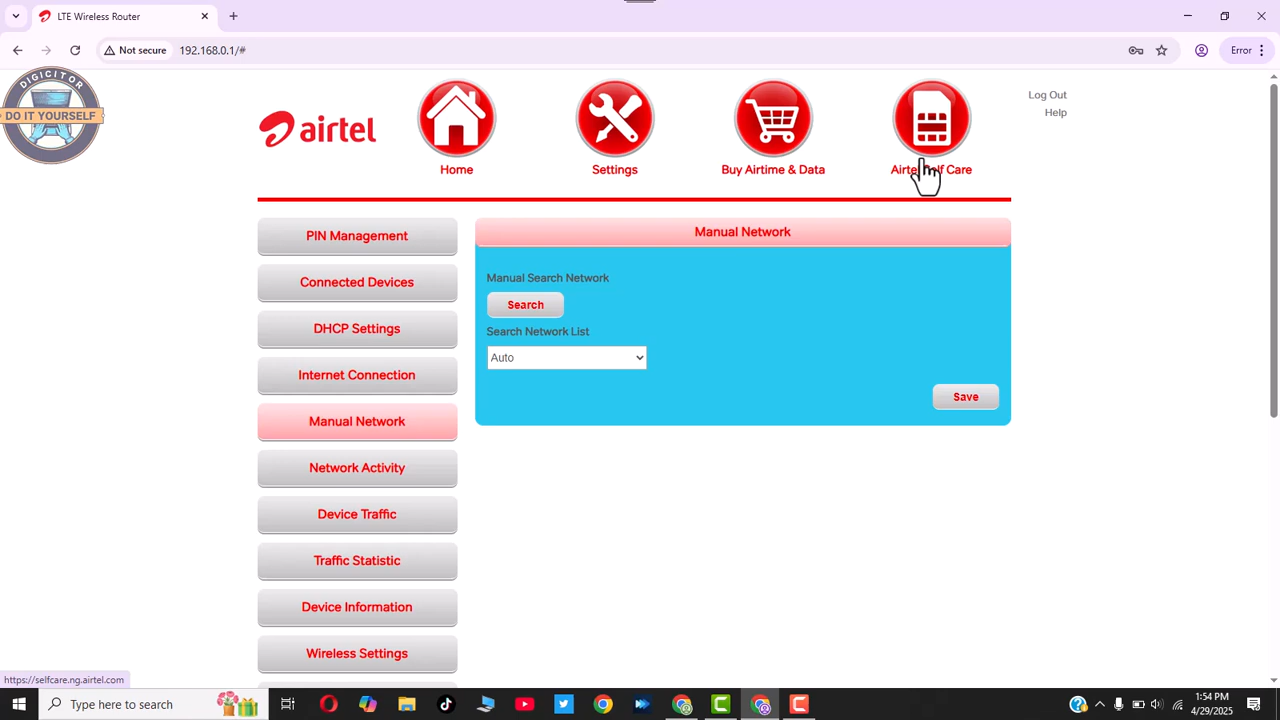 LTE Wireless Router
Not secure
192.168.0.1/#
Error
DIGICITOR
DO IT YOURSELF
airtel
Home
Settings
Buy Airtime & Data
Airtel Self Care
Log Out
Help
PIN Management
Connected Devices
DHCP Settings
Internet Connection
Manual Network
Network Activity
Device Traffic
Traffic Statistic
Device Information
Wireless Settings
Manual Network
Manual Search Network
Search
Search Network List
Auto
Save
https://selfcare.ng.airtel.com
Type here to search
1:54 PM
4/29/2025